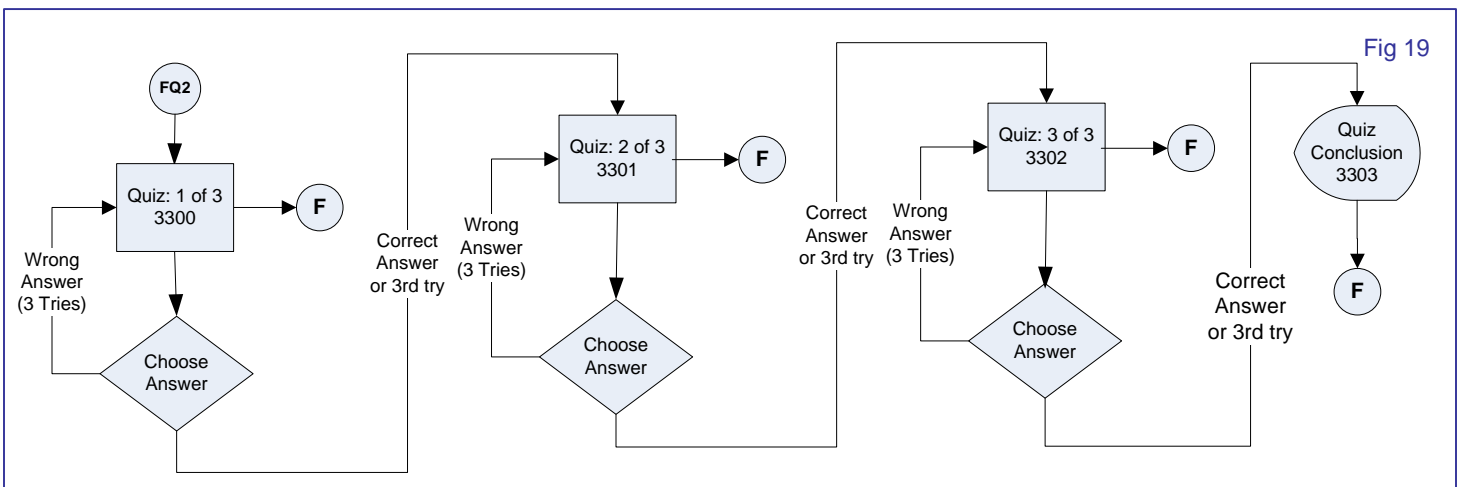 Fig 19
FQ2
Quiz: 1 of 3
3300
F
Wrong
Answer
(3 Tries)
Choose
Answer
Correct
Answer
or 3rd try
Quiz: 2 of 3
3301
F
Wrong
Answer
(3 Tries)
Choose
Answer
Correct
Answer
or 3rd try
Quiz: 3 of 3
3302
F
Wrong
Answer
(3 Tries)
Choose
Answer
Correct
Answer
or 3rd try
Quiz
Conclusion
3303
F